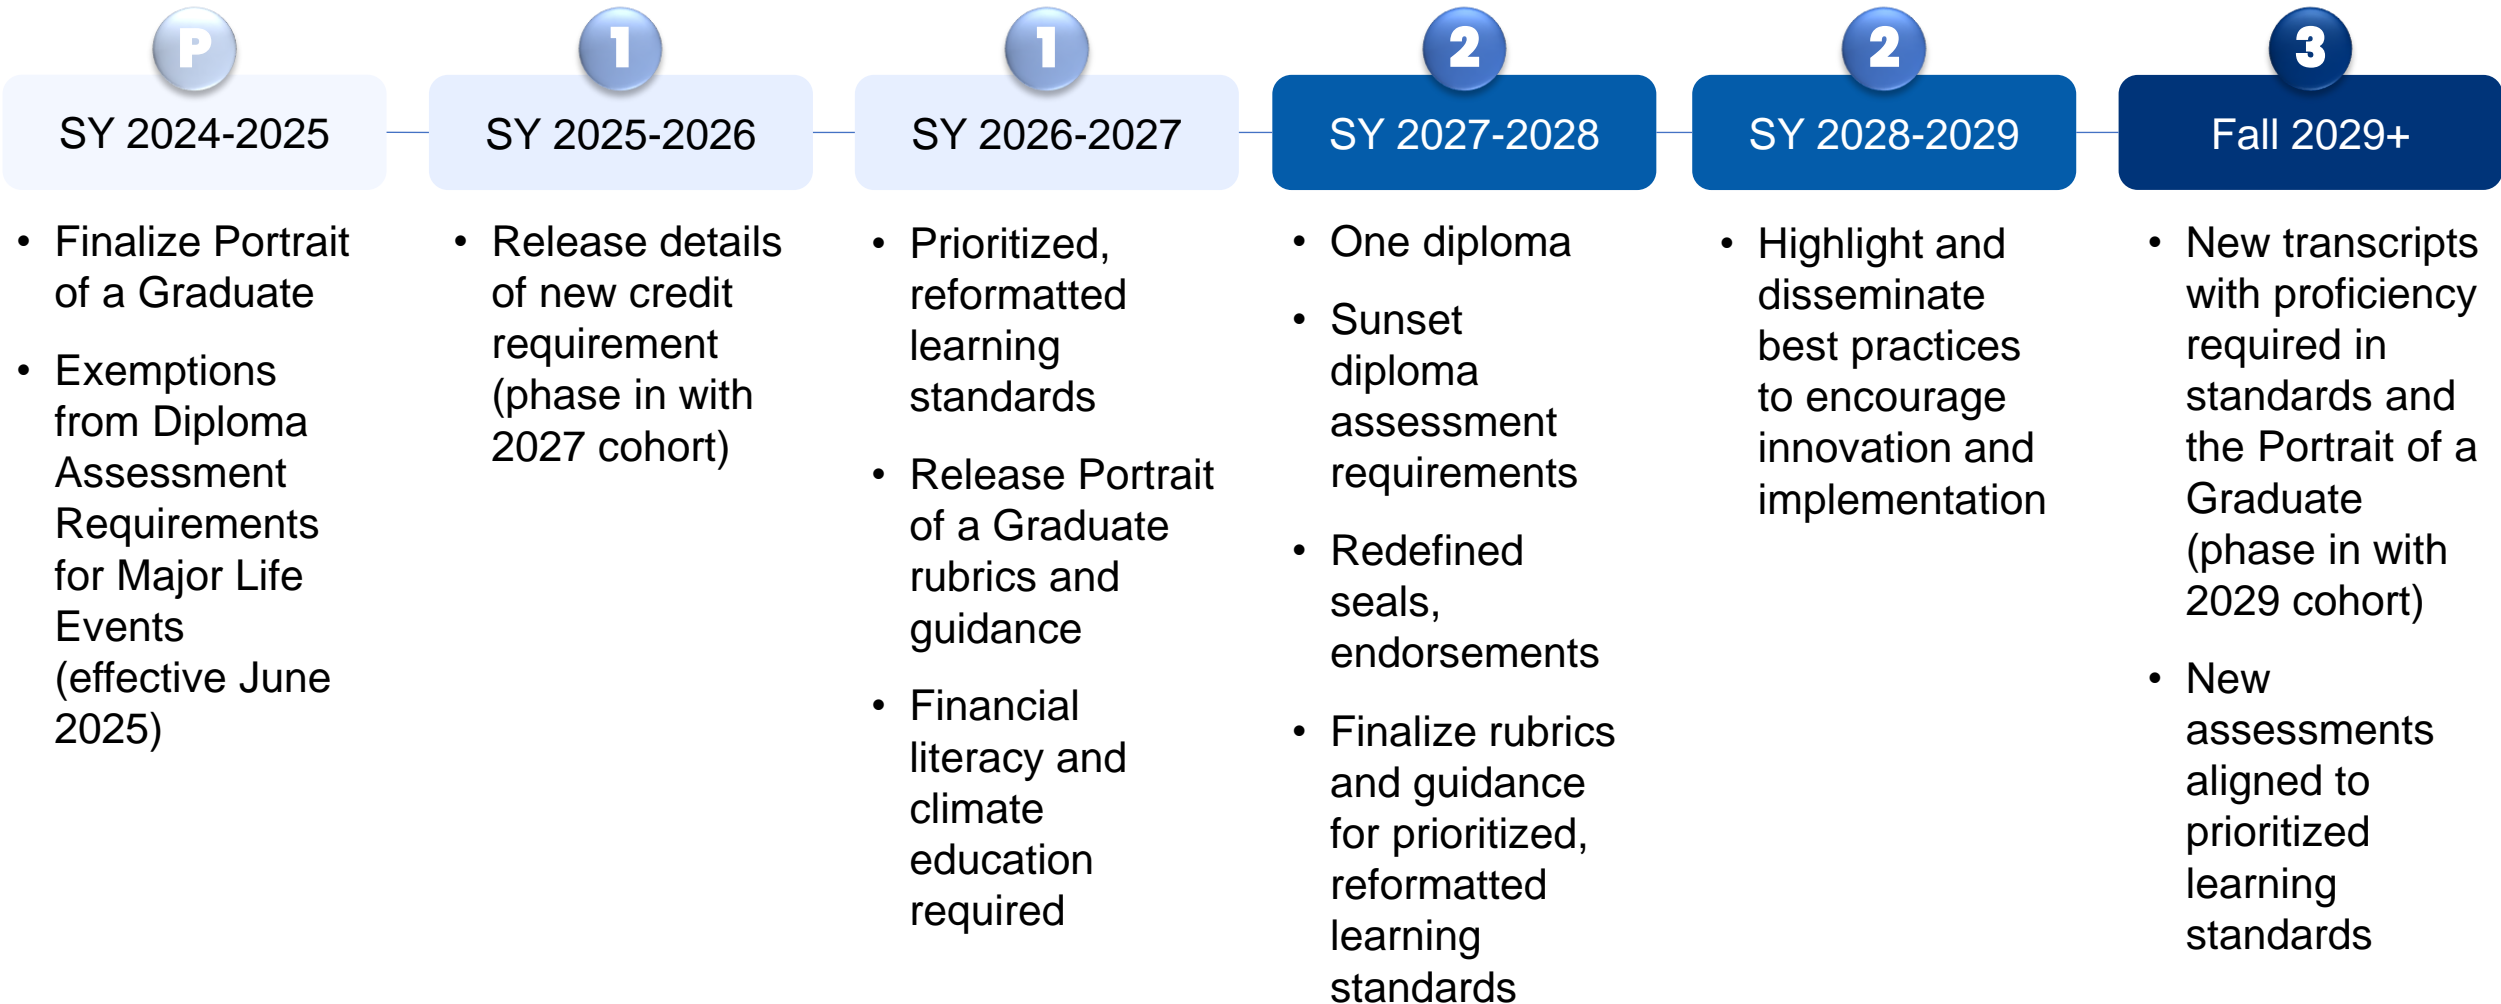 P
SY 2024-2025
• Finalize Portrait
of a Graduate
• Exemptions
from Diploma
Assessment
Requirements
for Major Life
Events
(effective June
2025)
1
SY 2025-2026
• Release details
of new credit
requirement
(phase in with
2027 cohort)
1
SY 2026-2027
• Prioritized,
reformatted
learning
standards
• Release Portrait
of a Graduate
rubrics and
guidance
• Financial
literacy and
climate
education
required
2
SY 2027-2028
• One diploma
• Sunset
diploma
assessment
requirements
• Redefined
seals,
endorsements
• Finalize rubrics
and guidance
for prioritized,
reformatted
learning
standards
2
SY 2028-2029
• Highlight and
disseminate
best practices
to encourage
innovation and
implementation
3
Fall 2029+
• New transcripts
with proficiency
required in
standards and
the Portrait of a
Graduate
(phase in with
2029 cohort)
• New
assessments
aligned to
prioritized
learning
standards